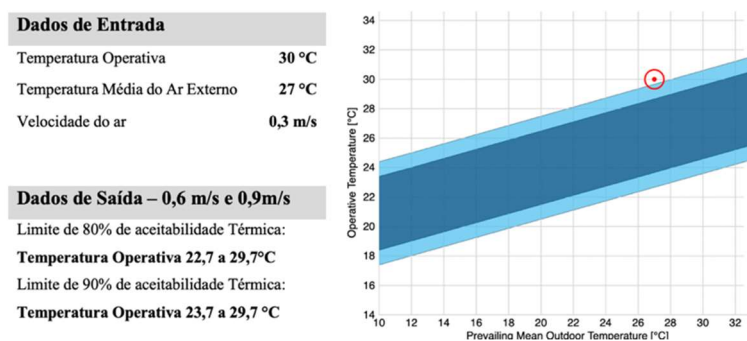 Dados de Entrada
Temperatura Operativa 30 °C
Temperatura Média do Ar Externo 27 °C
Velocidade do ar 0,3 m/s
Dados de Saída – 0,6 m/s e 0,9m/s
Limite de 80% de aceitabilidade Térmica:
Temperatura Operativa 22,7 a 29,7°C
Limite de 90% de aceitabilidade Térmica:
Temperatura Operativa 23,7 a 29,7 °C
Operative Temperature [°C]
34
32
30
28
26
24
22
20
18
16
14
10 12 14 16 18 20 22 24 26 28 30 32
Prevailing Mean Outdoor Temperature [°C]